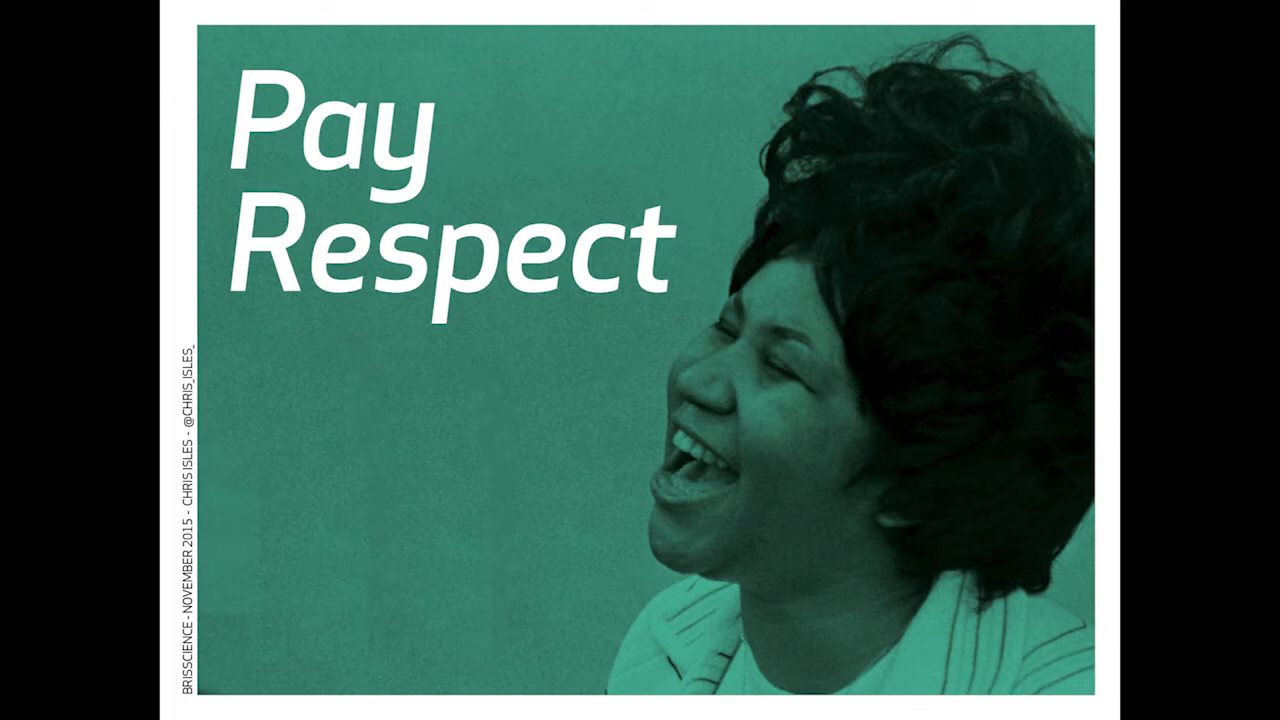 Pay
Respect
BRISSCIENCE - NOVEMBER 2015 - CHRIS ISLES - @CHRIS_ISLES_